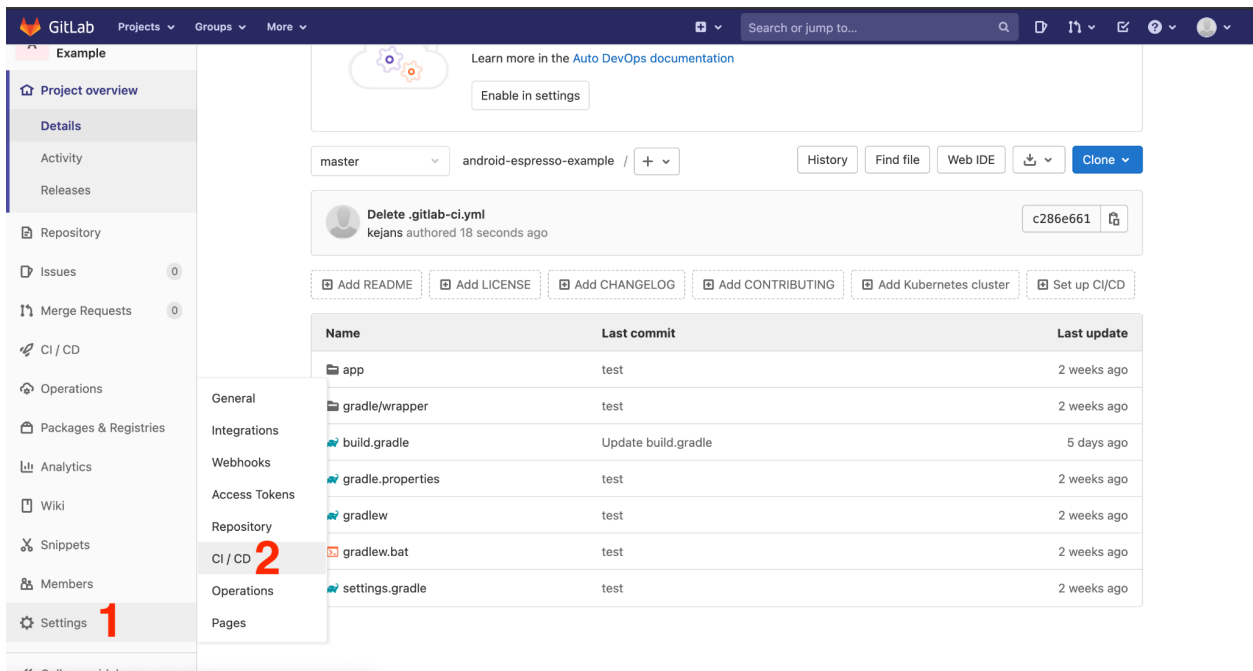 GitLab Projects Groups More Search or jump to...
Example
Project overview
Details
Activity
Releases
Repository
Issues 0
Merge Requests 0
CI / CD
Operations
Packages & Registries
Analytics
Wiki
Snippets
Members
Settings 1
General
Integrations
Webhooks
Access Tokens
Repository
CI / CD 2
Operations
Pages
Learn more in the Auto DevOps documentation
Enable in settings
master android-espresso-example / + History Find file Web IDE Clone
Delete .gitlab-ci.yml
kejans authored 18 seconds ago
c286e661
Add README Add LICENSE Add CHANGELOG Add CONTRIBUTING Add Kubernetes cluster Set up CI/CD
Name Last commit Last update
app test 2 weeks ago
gradle/wrapper test 2 weeks ago
build.gradle Update build.gradle 5 days ago
gradle.properties test 2 weeks ago
gradlew test 2 weeks ago
gradlew.bat test 2 weeks ago
settings.gradle test 2 weeks ago